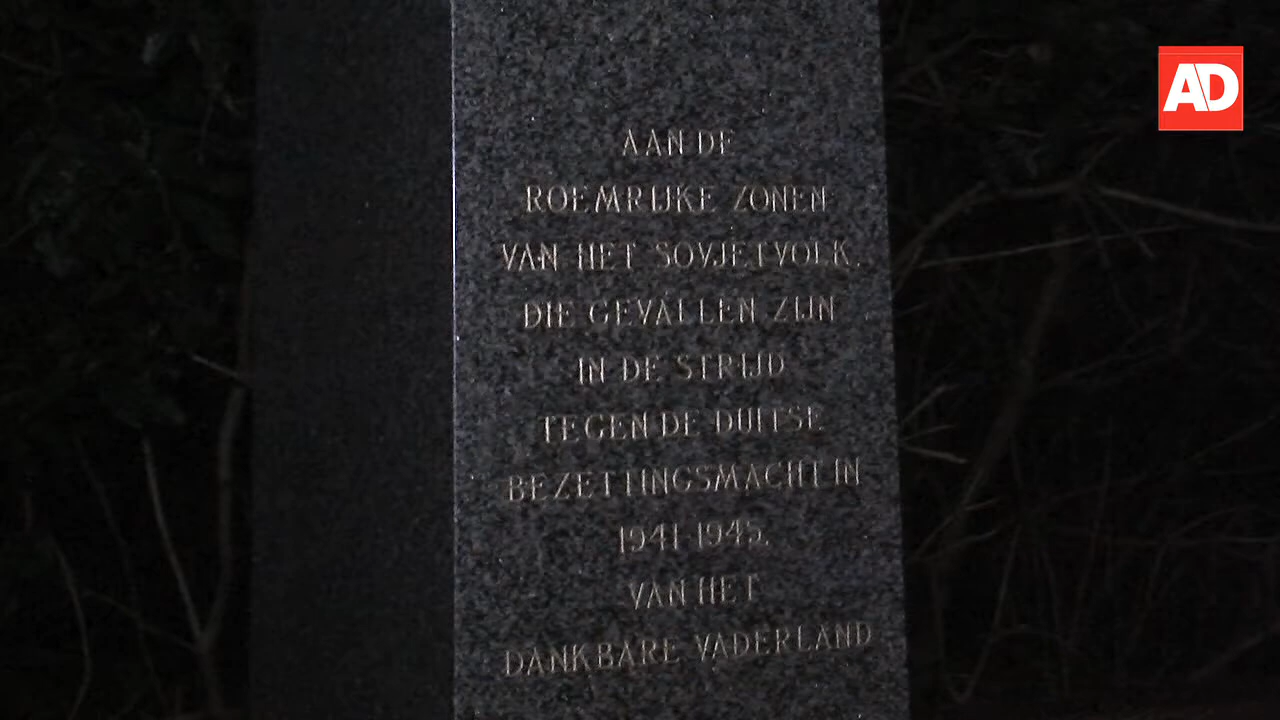 AD
AAN DE
ROEMRIJKE ZONEN
VAN HET SOVJETVOLK.
DIE GEVALLEN ZIJN
IN DE STRIJD
TEGEN DE DUITSE
BEZETTINGSMACHT IN
1941-1945.
VAN HET
DANKBARE VADERLAND